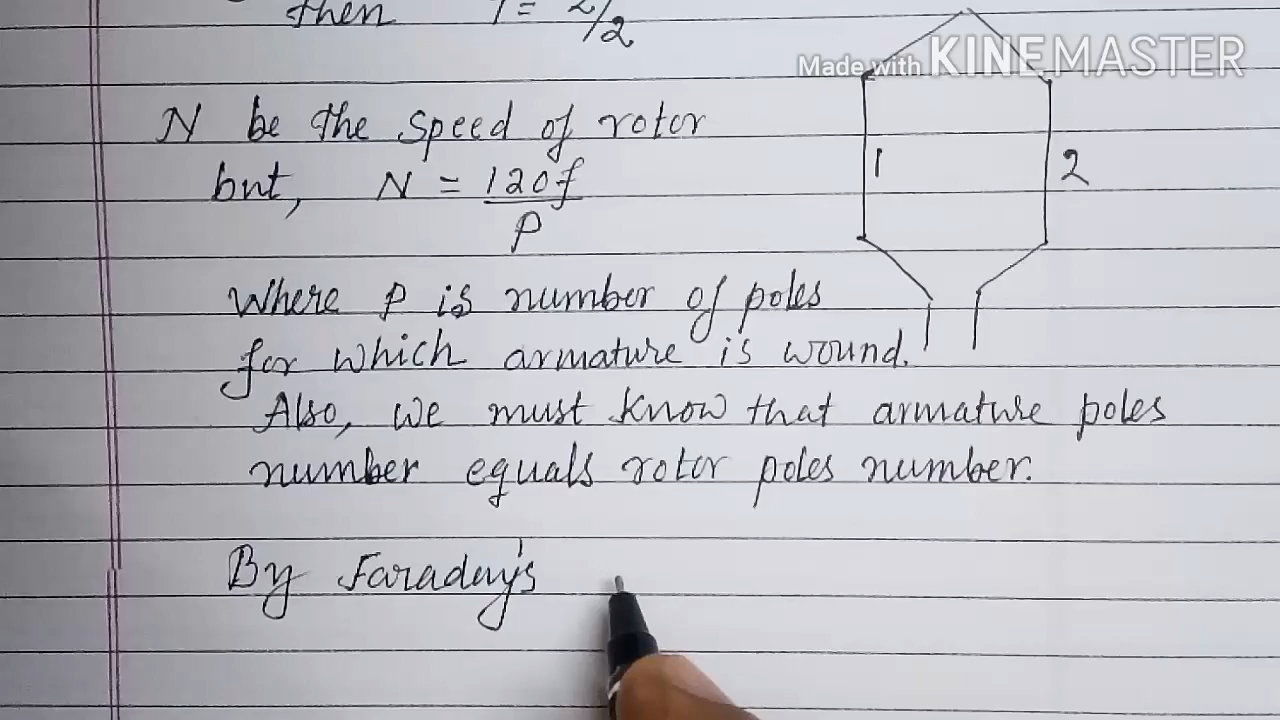 then T = Z/2
Made with KINEMASTER
N be the speed of rotor
but, N = 120f/P
1 2
Where P is number of poles
for which armature is wound.
Also, we must know that armature poles
number equals rotor poles number.
By Faraday's